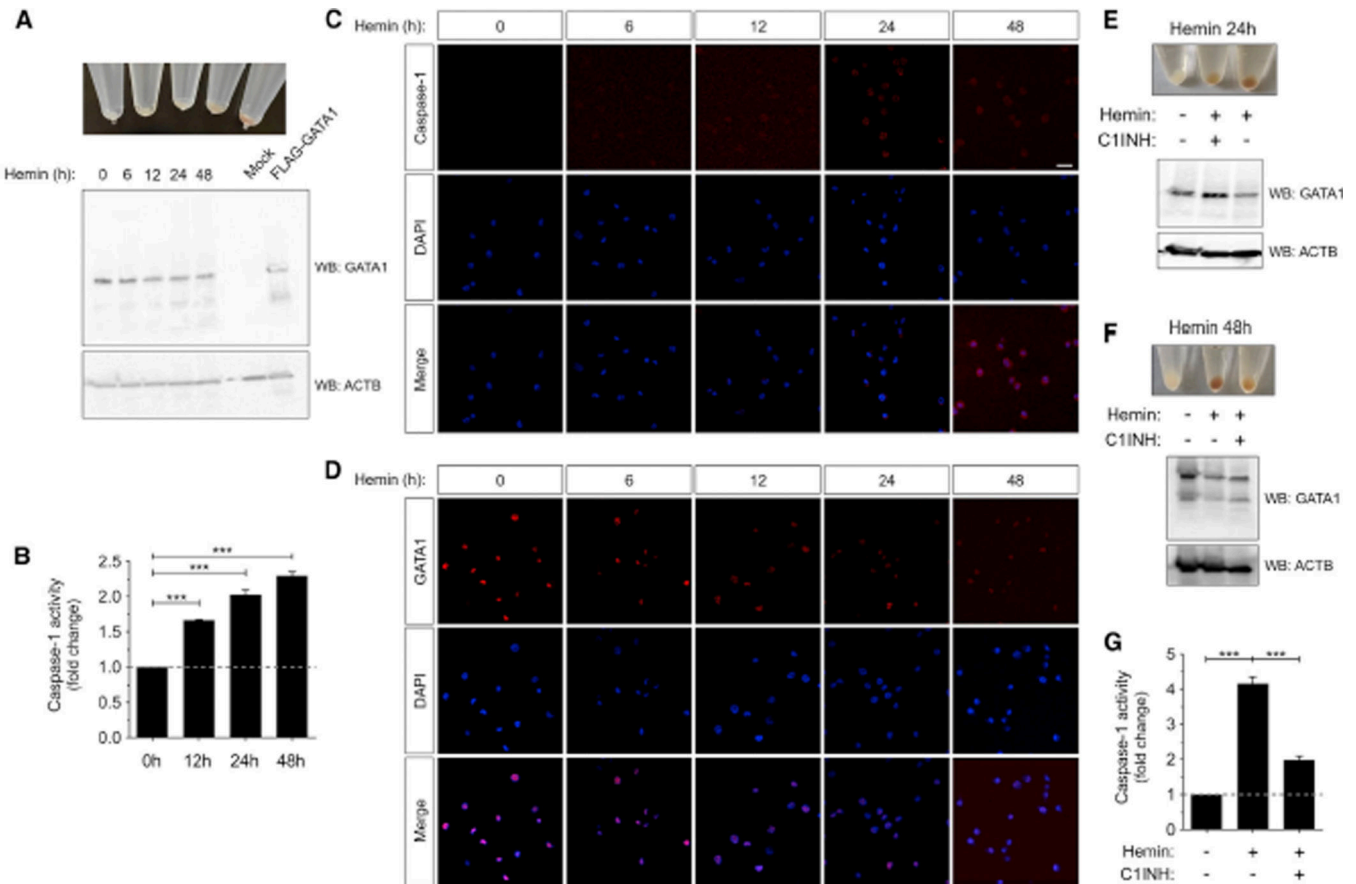 A
Hemin (h): 0 6 12 24 48 Mock FLAG-GATA1
WB: GATA1
WB: ACTB
B
Caspase-1 activity
(fold change)
2.5
2.0
1.5
1.0
0.5
0.0
***
***
***
0h 12h 24h 48h
C
Hemin (h): 0 6 12 24 48
Caspase-1
DAPI
Merge
D
Hemin (h): 0 6 12 24 48
GATA1
DAPI
Merge
E
Hemin 24h
Hemin: - + +
C1INH: - + -
WB: GATA1
WB: ACTB
F
Hemin 48h
Hemin: - + +
C1INH: - - +
WB: GATA1
WB: ACTB
G
Caspase-1 activity
(fold change)
5
4
3
2
1
0
*** ***
Hemin: - + +
C1INH: - - +